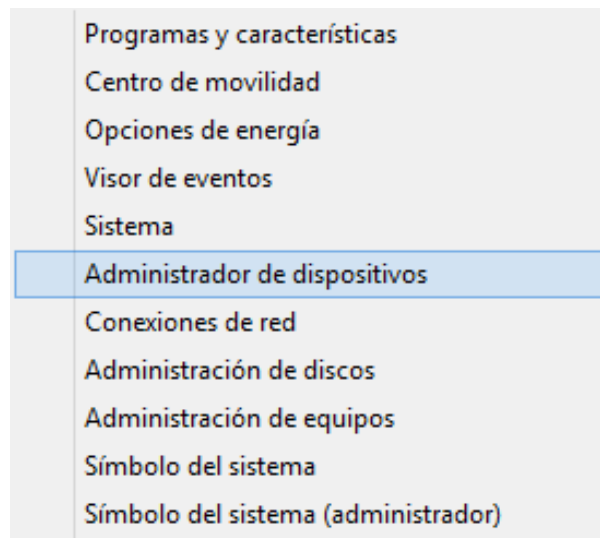 Programas y características
Centro de movilidad
Opciones de energía
Visor de eventos
Sistema
Administrador de dispositivos
Conexiones de red
Administración de discos
Administración de equipos
Símbolo del sistema
Símbolo del sistema (administrador)